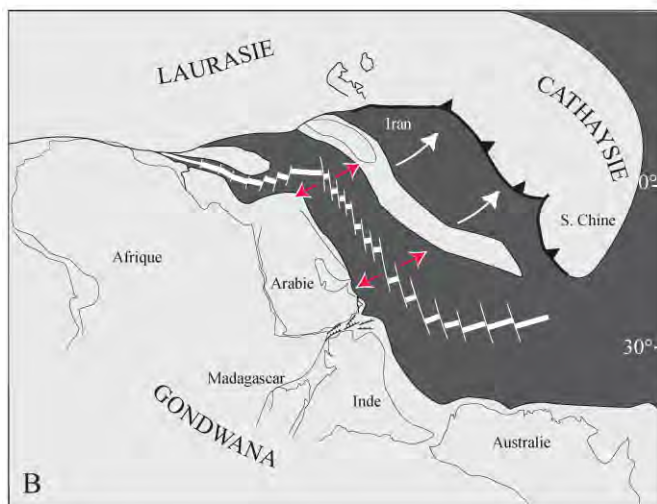 LAURASIE
CATHAYSIE
Iran
0°
S. Chine
Afrique
Arabie
30°
Madagascar
Inde
GONDWANA
Australie
B